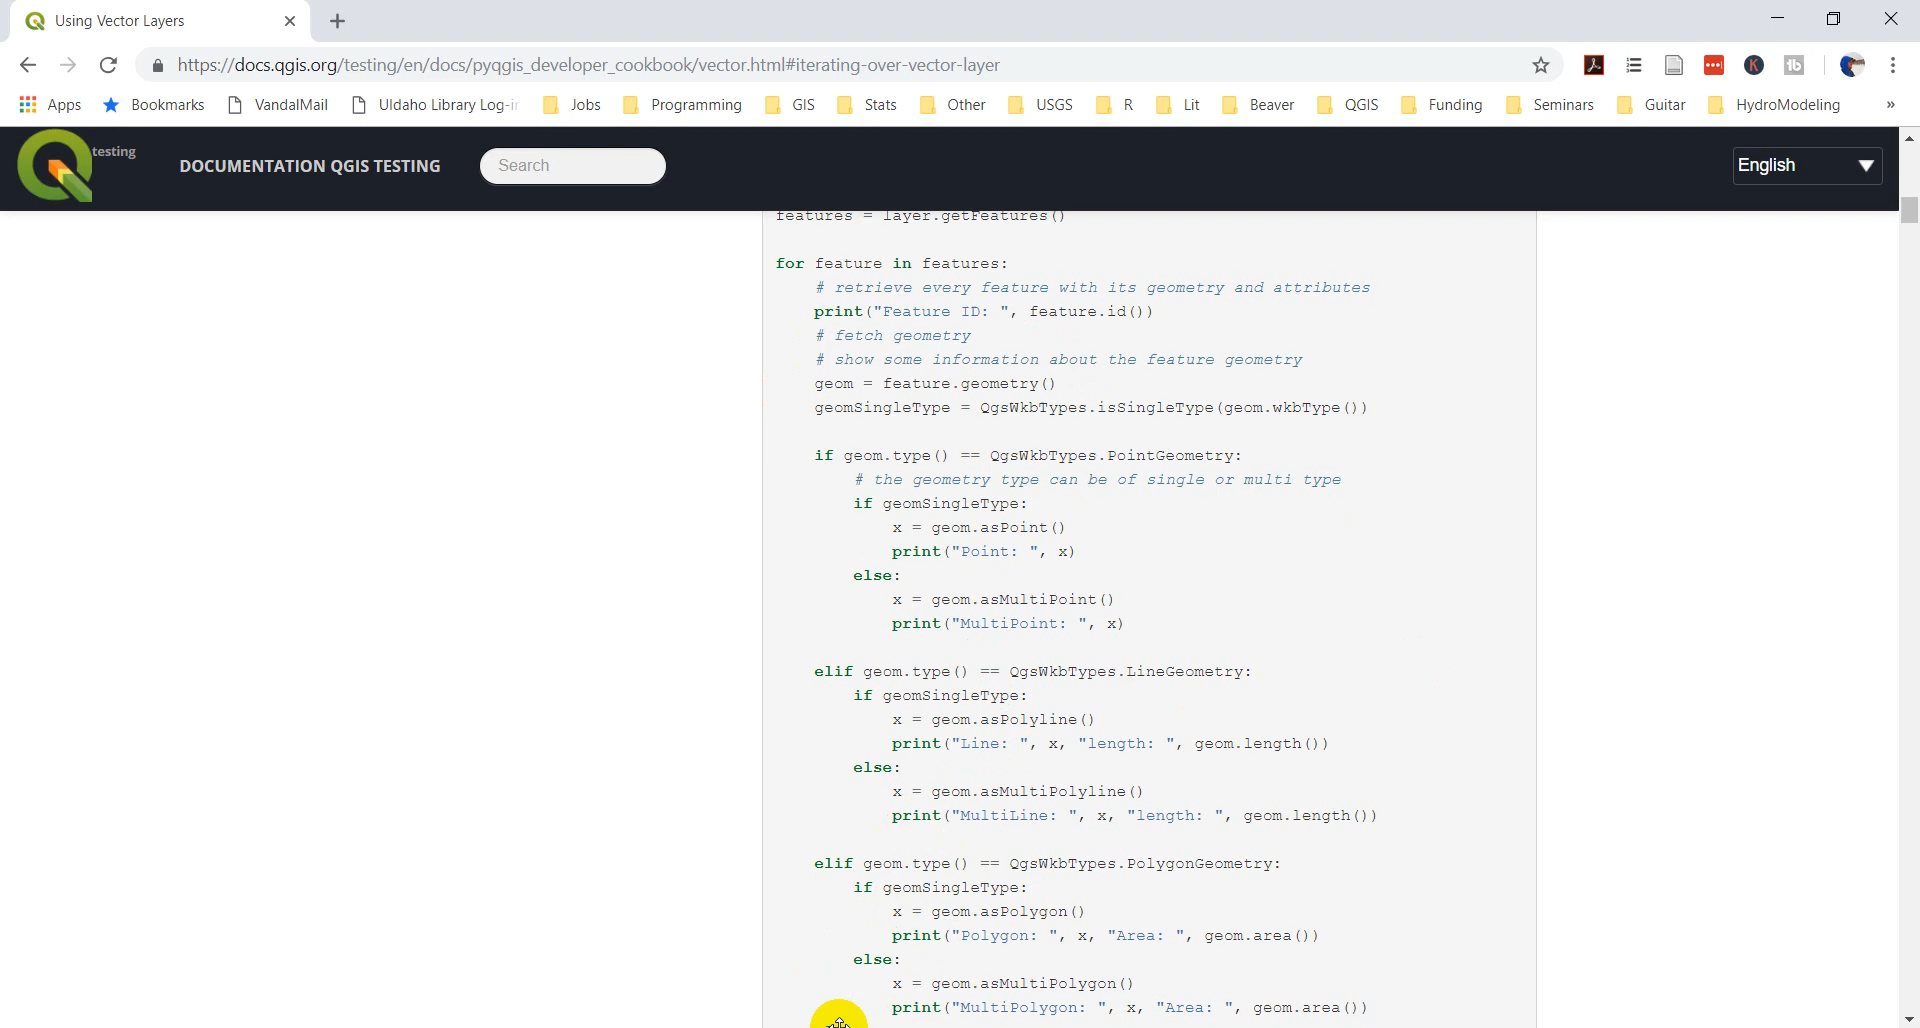 Using Vector Layers
https://docs.qgis.org/testing/en/docs/pyqgis_developer_cookbook/vector.html#iterating-over-vector-layer
Apps Bookmarks VandalMail UIdaho Library Log-in Jobs Programming GIS Stats Other USGS R Lit Beaver QGIS Funding Seminars Guitar HydroModeling »
testing DOCUMENTATION QGIS TESTING Search English
features = layer.getFeatures()
for feature in features:
# retrieve every feature with its geometry and attributes
print("Feature ID: ", feature.id())
# fetch geometry
# show some information about the feature geometry
geom = feature.geometry()
geomSingleType = QgsWkbTypes.isSingleType(geom.wkbType())
if geom.type() == QgsWkbTypes.PointGeometry:
# the geometry type can be of single or multi type
if geomSingleType:
x = geom.asPoint()
print("Point: ", x)
else:
x = geom.asMultiPoint()
print("MultiPoint: ", x)
elif geom.type() == QgsWkbTypes.LineGeometry:
if geomSingleType:
x = geom.asPolyline()
print("Line: ", x, "length: ", geom.length())
else:
x = geom.asMultiPolyline()
print("MultiLine: ", x, "length: ", geom.length())
elif geom.type() == QgsWkbTypes.PolygonGeometry:
if geomSingleType:
x = geom.asPolygon()
print("Polygon: ", x, "Area: ", geom.area())
else:
x = geom.asMultiPolygon()
print("MultiPolygon: ", x, "Area: ", geom.area())